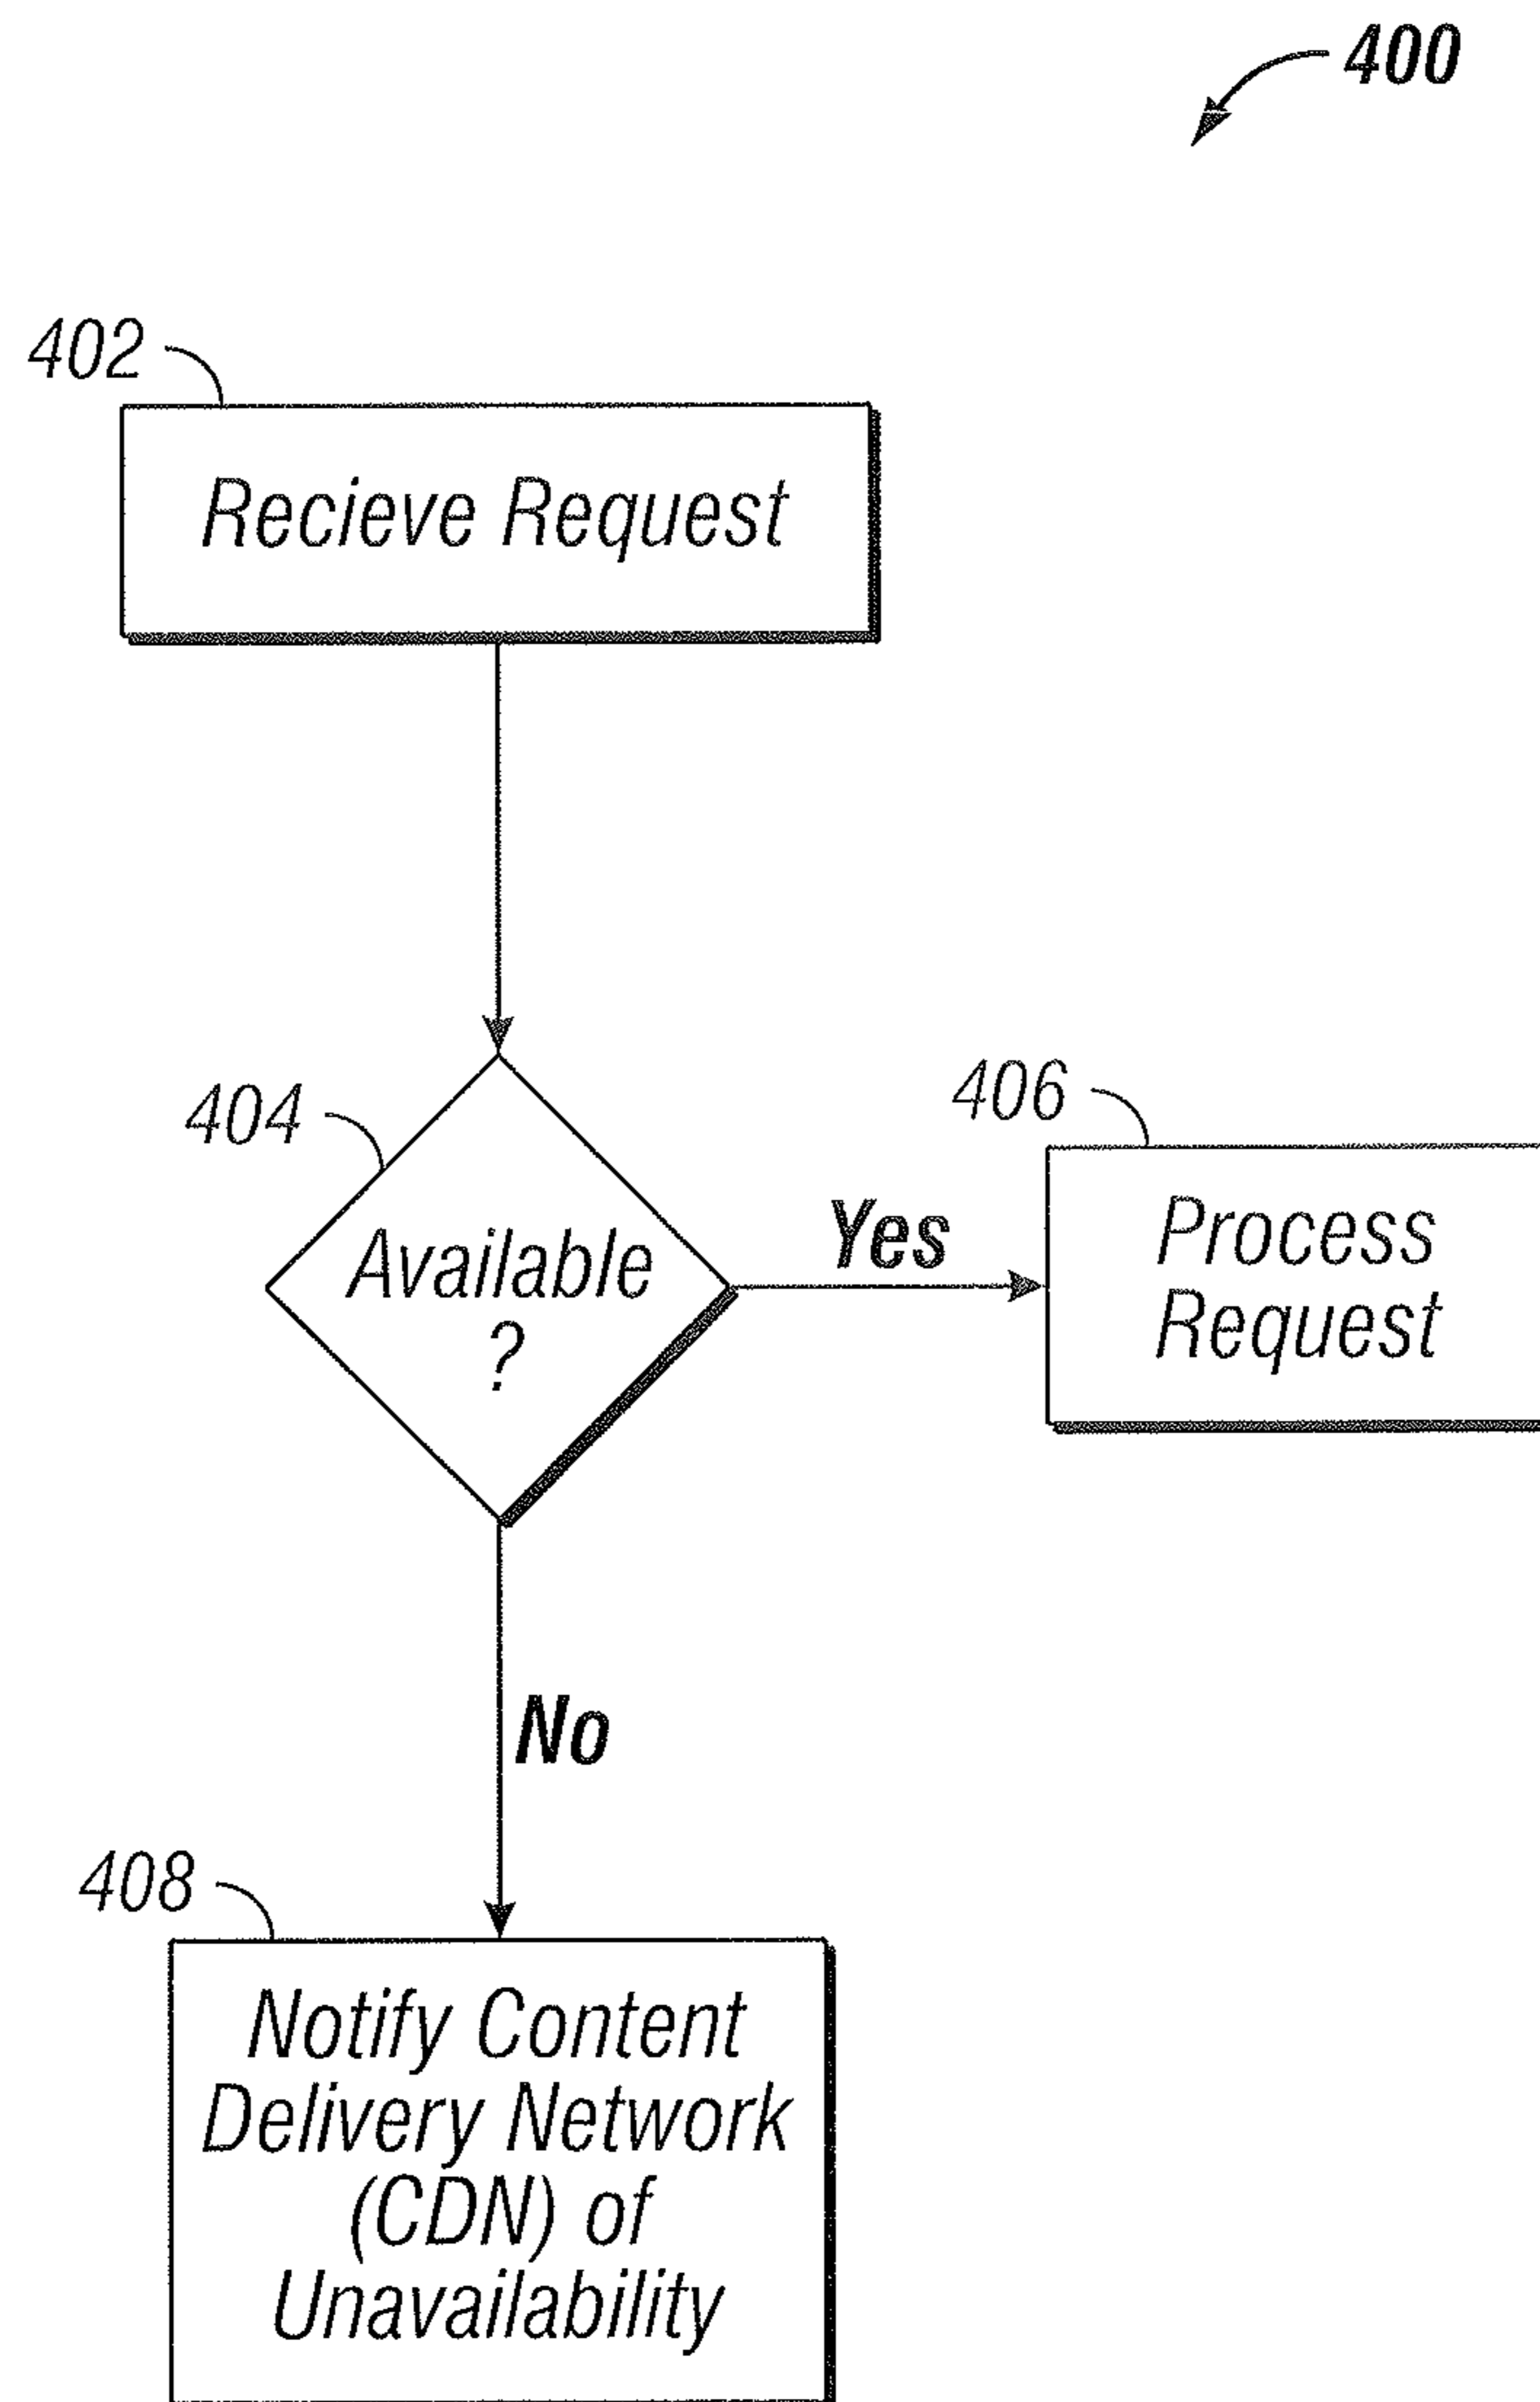 400
402
Recieve Request
404
Available
?
Yes
406
Process
Request
No
408
Notify Content
Delivery Network
(CDN) of
Unavailability